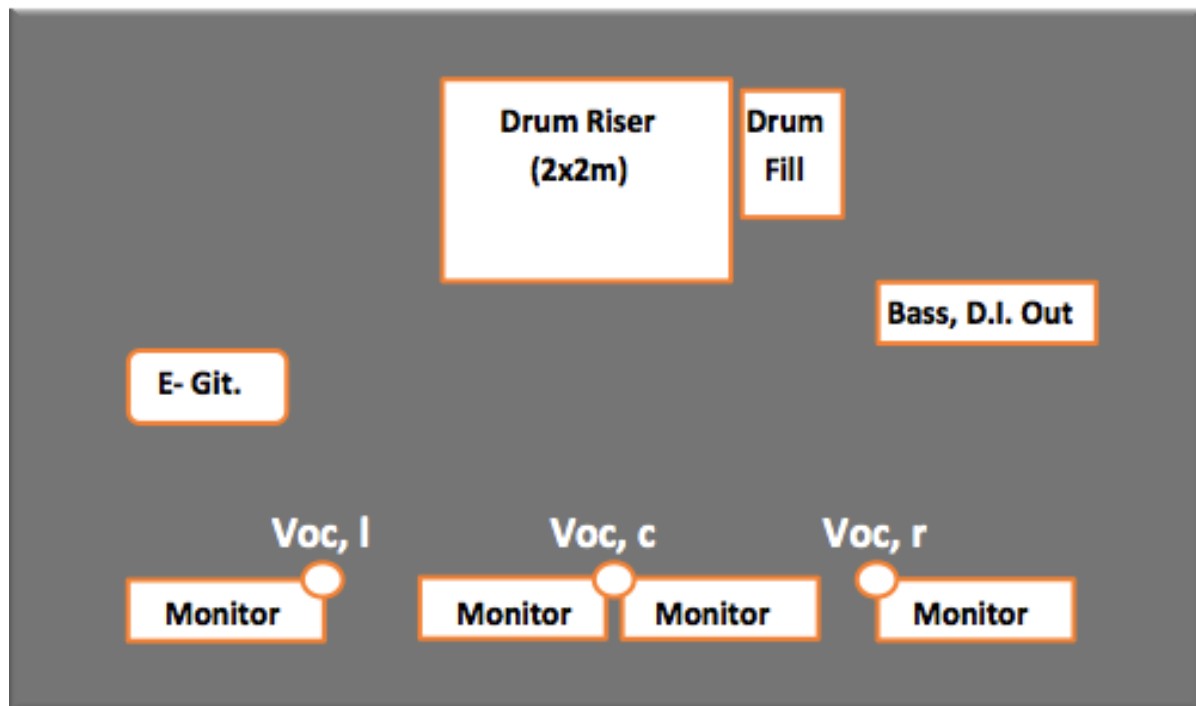 Drum Riser
(2x2m)
Drum
Fill
Bass, D.I. Out
E- Git.
Voc, l
Voc, c
Voc, r
Monitor
Monitor
Monitor
Monitor